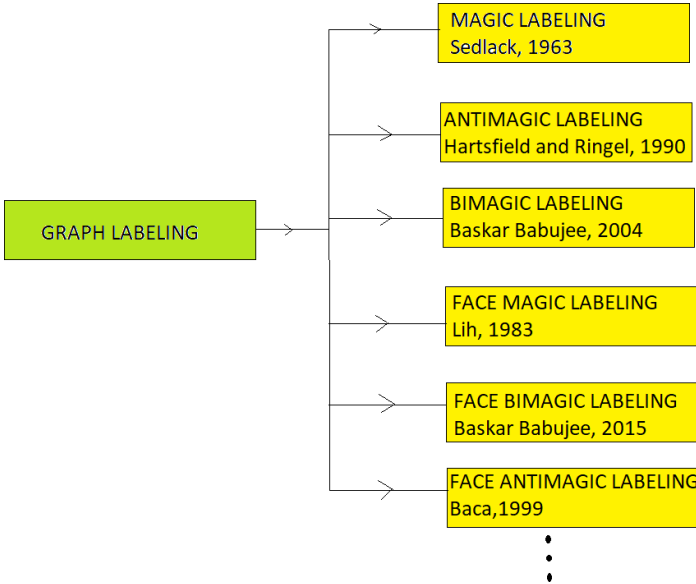 MAGIC LABELING
Sedlack, 1963
ANTIMAGIC LABELING
Hartsfield and Ringel, 1990
BIMAGIC LABELING
Baskar Babujee, 2004
GRAPH LABELING
FACE MAGIC LABELING
Lih, 1983
FACE BIMAGIC LABELING
Baskar Babujee, 2015
FACE ANTIMAGIC LABELING
Baca,1999